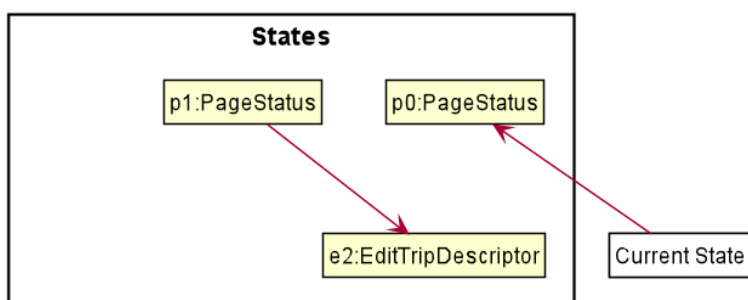 States
p1:PageStatus
p0:PageStatus
e2:EditTripDescriptor
Current State